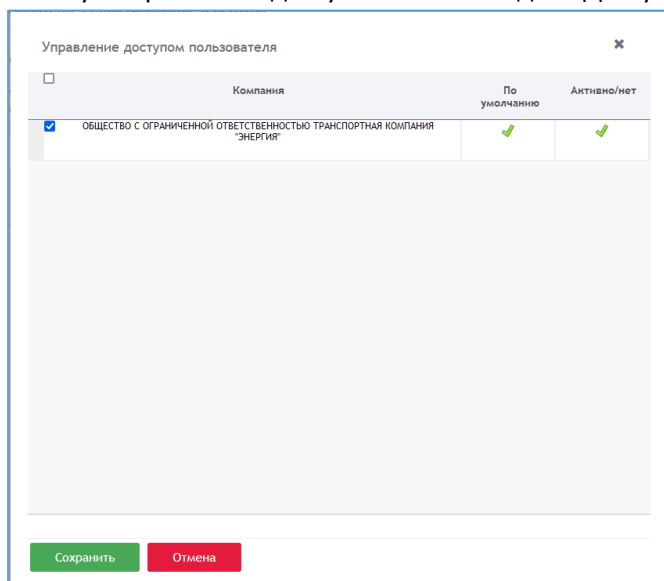 Управление доступом пользователя
Компания
По
умолчанию
Активно/нет
ОБЩЕСТВО С ОГРАНИЧЕННОЙ ОТВЕТСТВЕННОСТЬЮ ТРАНСПОРТНАЯ КОМПАНИЯ
"ЭНЕРГИЯ"
Сохранить
Отмена